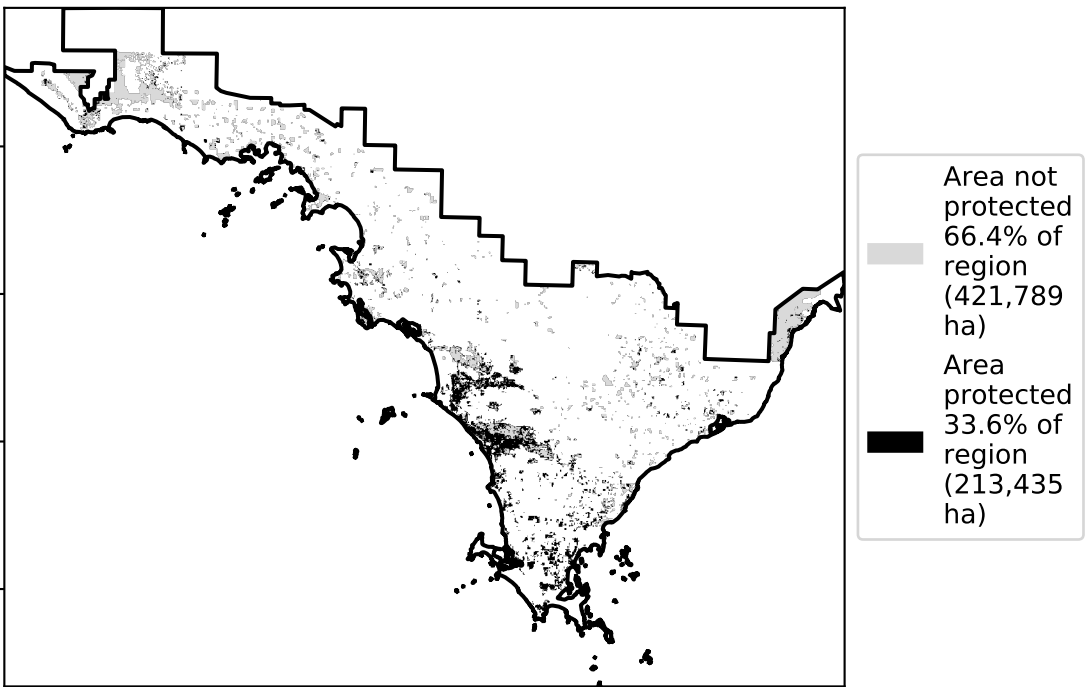 Area not
protected
66.4% of
region
(421,789
ha)
Area
protected
33.6% of
region
(213,435
ha)